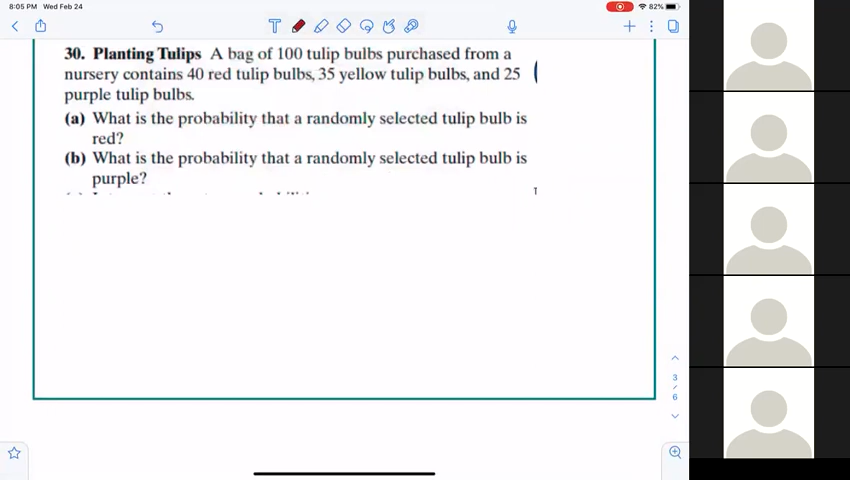 8:05 PM Wed Feb 24
82%
30. Planting Tulips A bag of 100 tulip bulbs purchased from a
nursery contains 40 red tulip bulbs, 35 yellow tulip bulbs, and 25
purple tulip bulbs.
(a) What is the probability that a randomly selected tulip bulb is
red?
(b) What is the probability that a randomly selected tulip bulb is
purple?
3
/
6